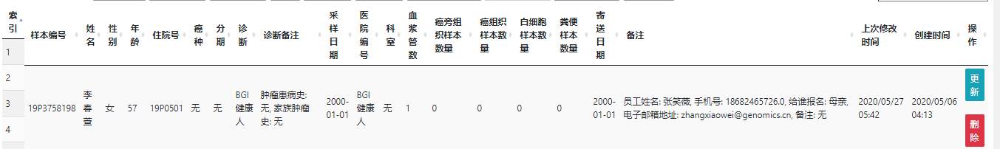 索引
样本编号
姓名
性别
年龄
住院号
癌种
分期
诊断
诊断备注
采样日期
医院编号
科室
血浆管数
癌旁组织样本数量
癌组织样本数量
白细胞样本数量
粪便样本数量
寄送日期
备注
上次修改时间
创建时间
操作
1
2
3
4
19P3758198
李春萱
女
57
19P0501
无
无
BGI
健康
人
肿瘤患病史:
无, 家族肿瘤
史: 无
2000-
01-01
BGI
健康
人
无
1
0
0
0
0
2000-
01-01
员工姓名: 张笑薇, 手机号: 18682465726.0, 给谁报名: 母亲,
电子邮箱地址: zhangxiaowei@genomics.cn, 备注: 无
2020/05/27
05:42
2020/05/06
04:13
更新
删除